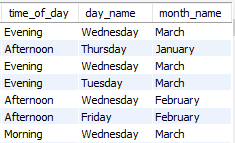 time_of_day day_name month_name
Evening Wednesday March
Afternoon Thursday January
Evening Wednesday March
Evening Tuesday March
Afternoon Wednesday February
Afternoon Friday February
Morning Wednesday March